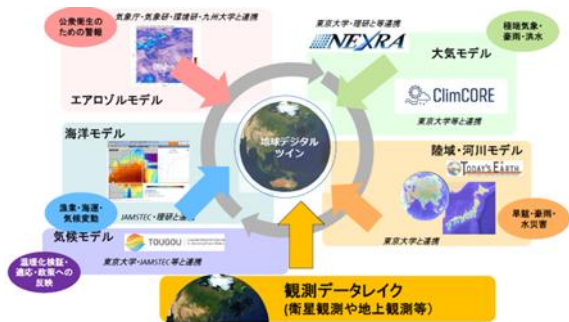 公衆衛生の
ための警報
気象庁・気象研・環境研・九州大学と連携
エアロゾルモデル
東京大学・理研と等連携
NEXRA
大気モデル
極端気象・
豪雨・洪水
ClimCORE
東京大学等と連携
海洋モデル
地球デジタル
ツイン
陸域・河川モデル
TODAY'S EARTH
漁業・海運・
気候変動
JAMSTEC・理研と
東京大学と連携
旱魃・豪雨・
水災害
気候モデル
TOUGOU
東京大学・JAMSTEC等と連携
温暖化検証・
適応・政策への
反映
観測データレイク
(衛星観測や地上観測等)